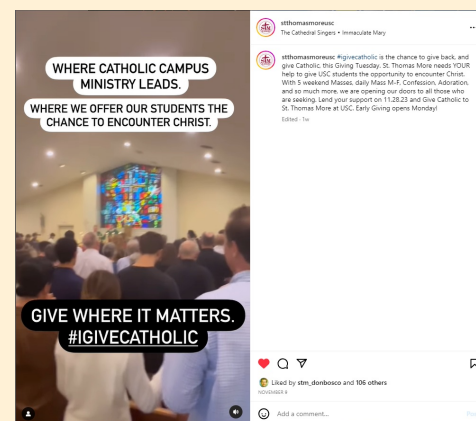 WHERE CATHOLIC CAMPUS
MINISTRY LEADS.
WHERE WE OFFER OUR STUDENTS THE
CHANCE TO ENCOUNTER CHRIST.
GIVE WHERE IT MATTERS.
#IGIVECATHOLIC
stthomasmoreusc
The Cathedral Singers • Immaculate Mary
stthomasmoreusc #igivecatholic is the chance to give back, and
give Catholic, this Giving Tuesday. St. Thomas More needs YOUR
help to give USC students the opportunity to encounter Christ.
With 5 weekend Masses, daily Mass M-F, Confession, Adoration,
and so much more, we are opening our doors to all those who
are seeking. Lend your support on 11.28.23 and Give Catholic to
St. Thomas More at USC. Early Giving opens Monday!
Edited · 1w
Liked by stm_donbosco and 106 others
NOVEMBER 9
Add a comment...